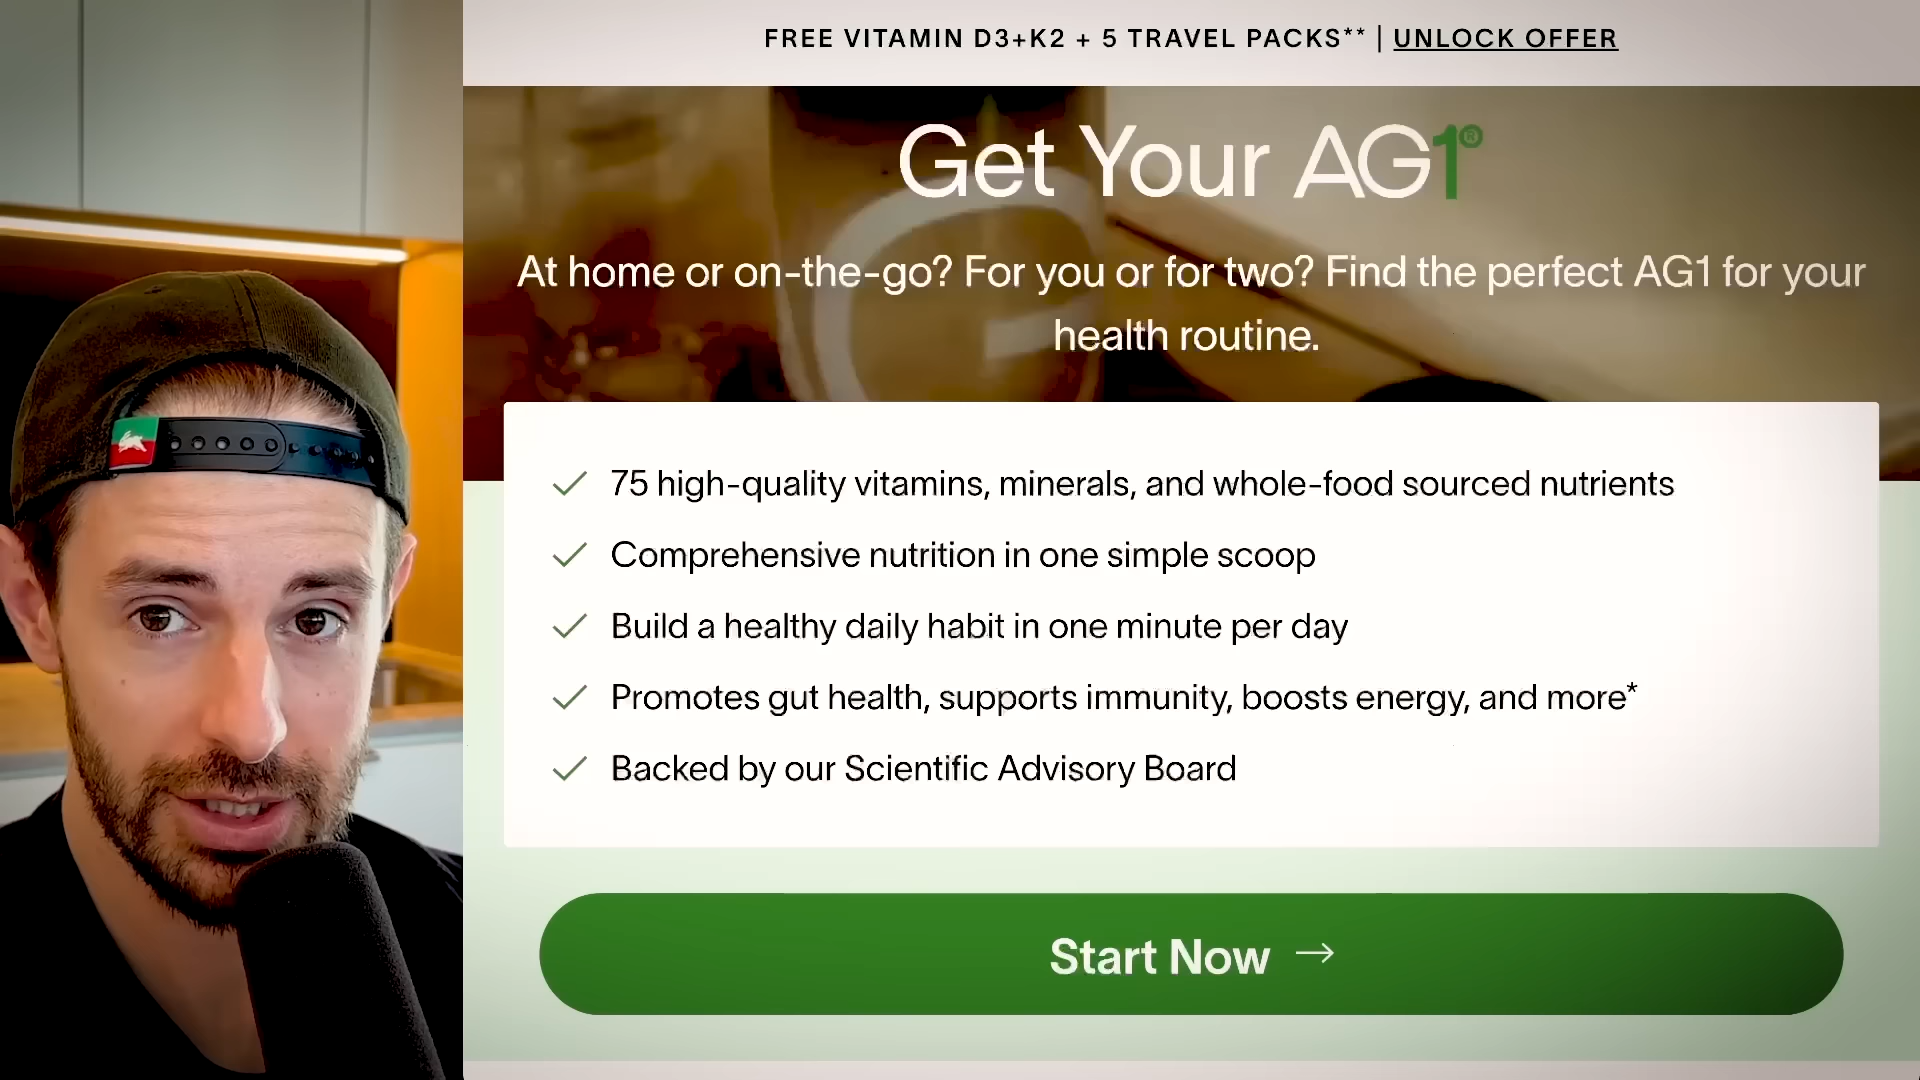 FREE VITAMIN D3+K2 + 5 TRAVEL PACKS** | UNLOCK OFFER
Get Your AG1®
At home or on-the-go? For you or for two? Find the perfect AG1 for your
health routine.
75 high-quality vitamins, minerals, and whole-food sourced nutrients
Comprehensive nutrition in one simple scoop
Build a healthy daily habit in one minute per day
Promotes gut health, supports immunity, boosts energy, and more*
Backed by our Scientific Advisory Board
Start Now →